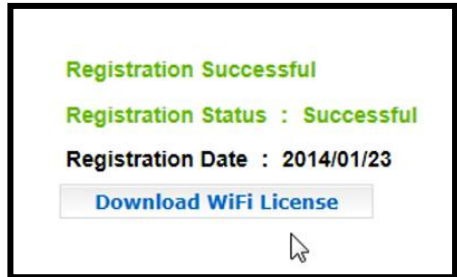 Registration Successful
Registration Status : Successful
Registration Date : 2014/01/23
Download WiFi License